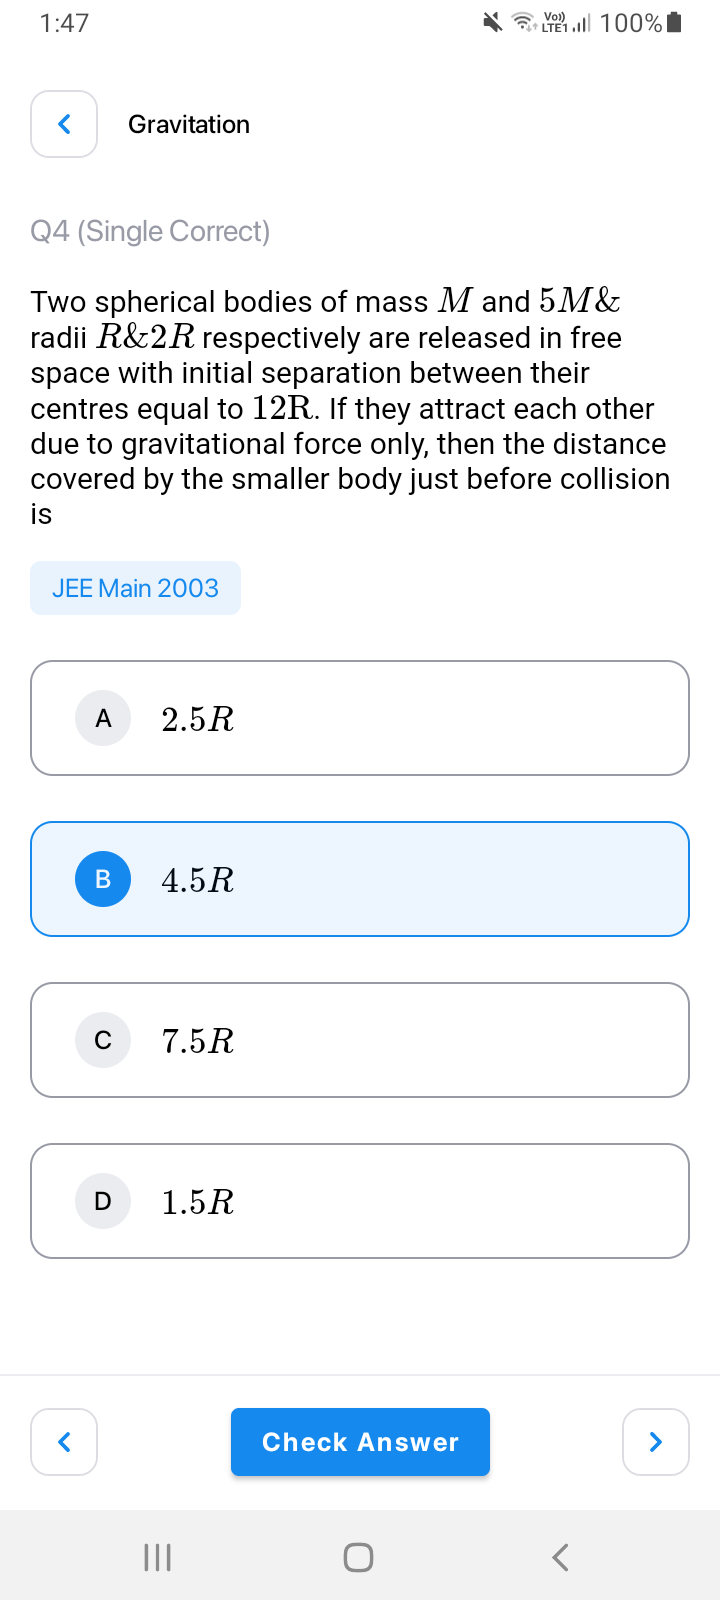 1:47 Vo)) LTE1 100%
Gravitation
Q4 (Single Correct)
Two spherical bodies of mass M and 5M&
radii R&2R respectively are released in free
space with initial separation between their
centres equal to 12R. If they attract each other
due to gravitational force only, then the distance
covered by the smaller body just before collision
is
JEE Main 2003
A 2.5R
B 4.5R
C 7.5R
D 1.5R
Check Answer